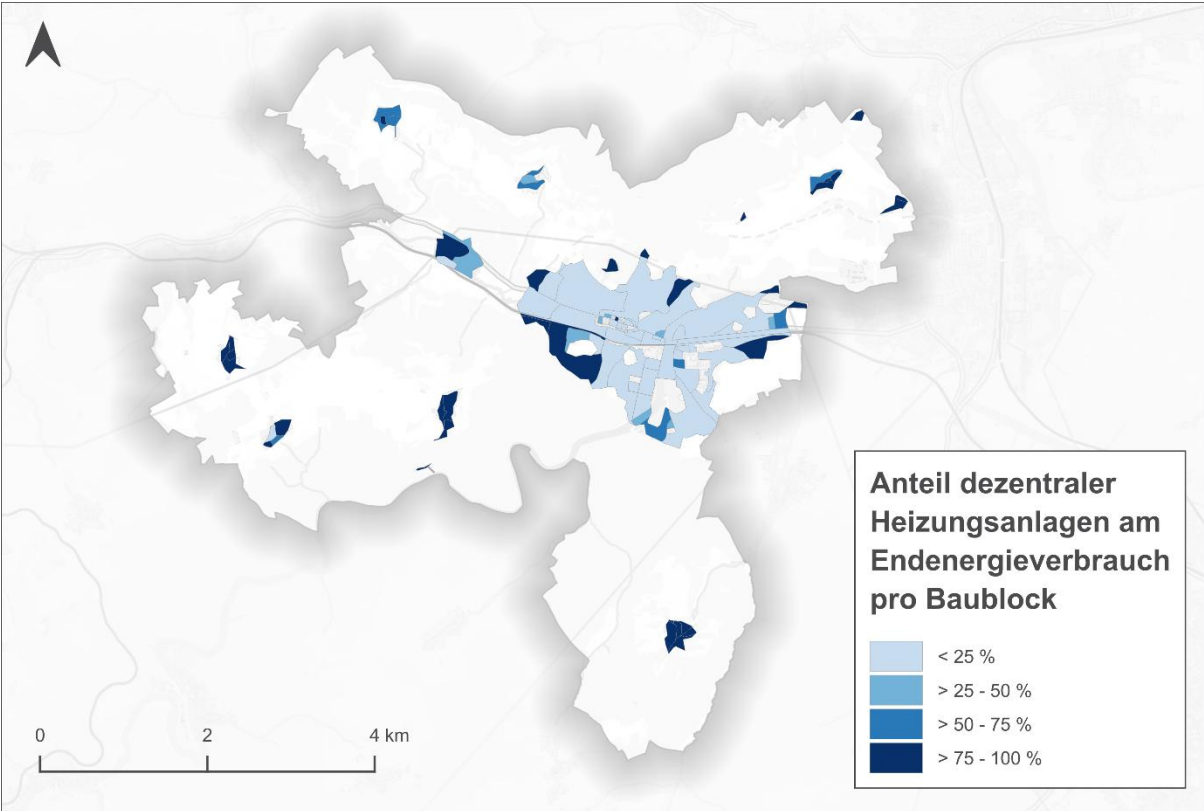 Anteil dezentraler
Heizungsanlagen am
Endenergieverbrauch
pro Baublock
< 25 %
> 25 - 50 %
> 50 - 75 %
> 75 - 100 %
0 2 4 km